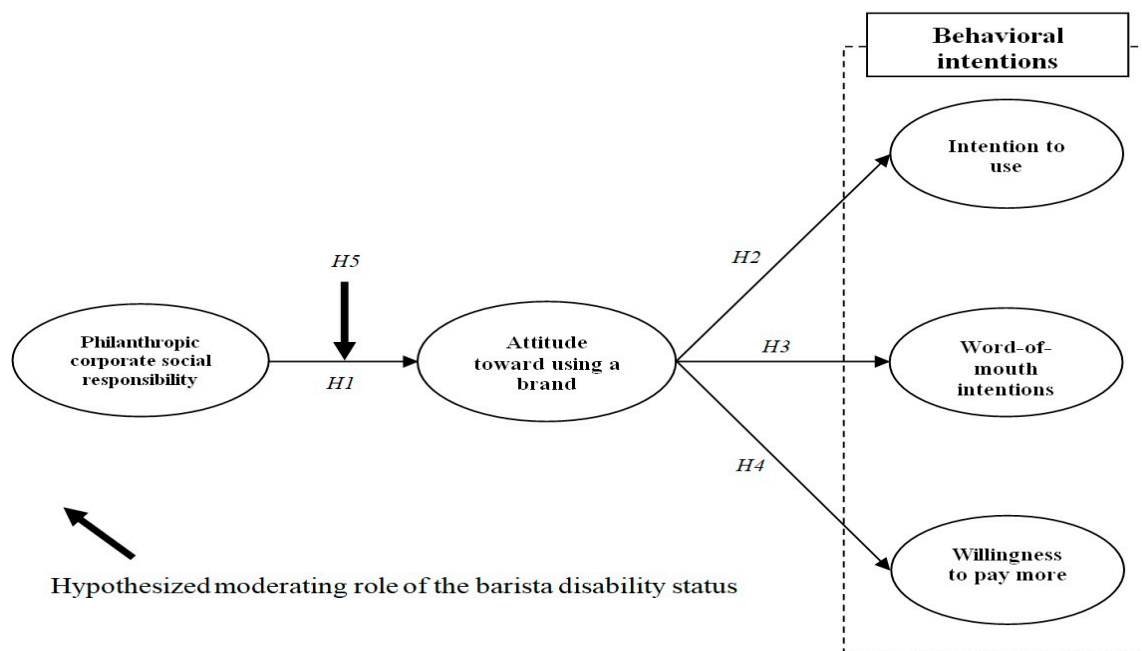 Behavioral
intentions
Intention to
use
H2
H5
Philanthropic
corporate social
responsibility
H1
Attitude
toward using a
brand
H3
Word-of-
mouth
intentions
H4
Willingness
to pay more
Hypothesized moderating role of the barista disability status